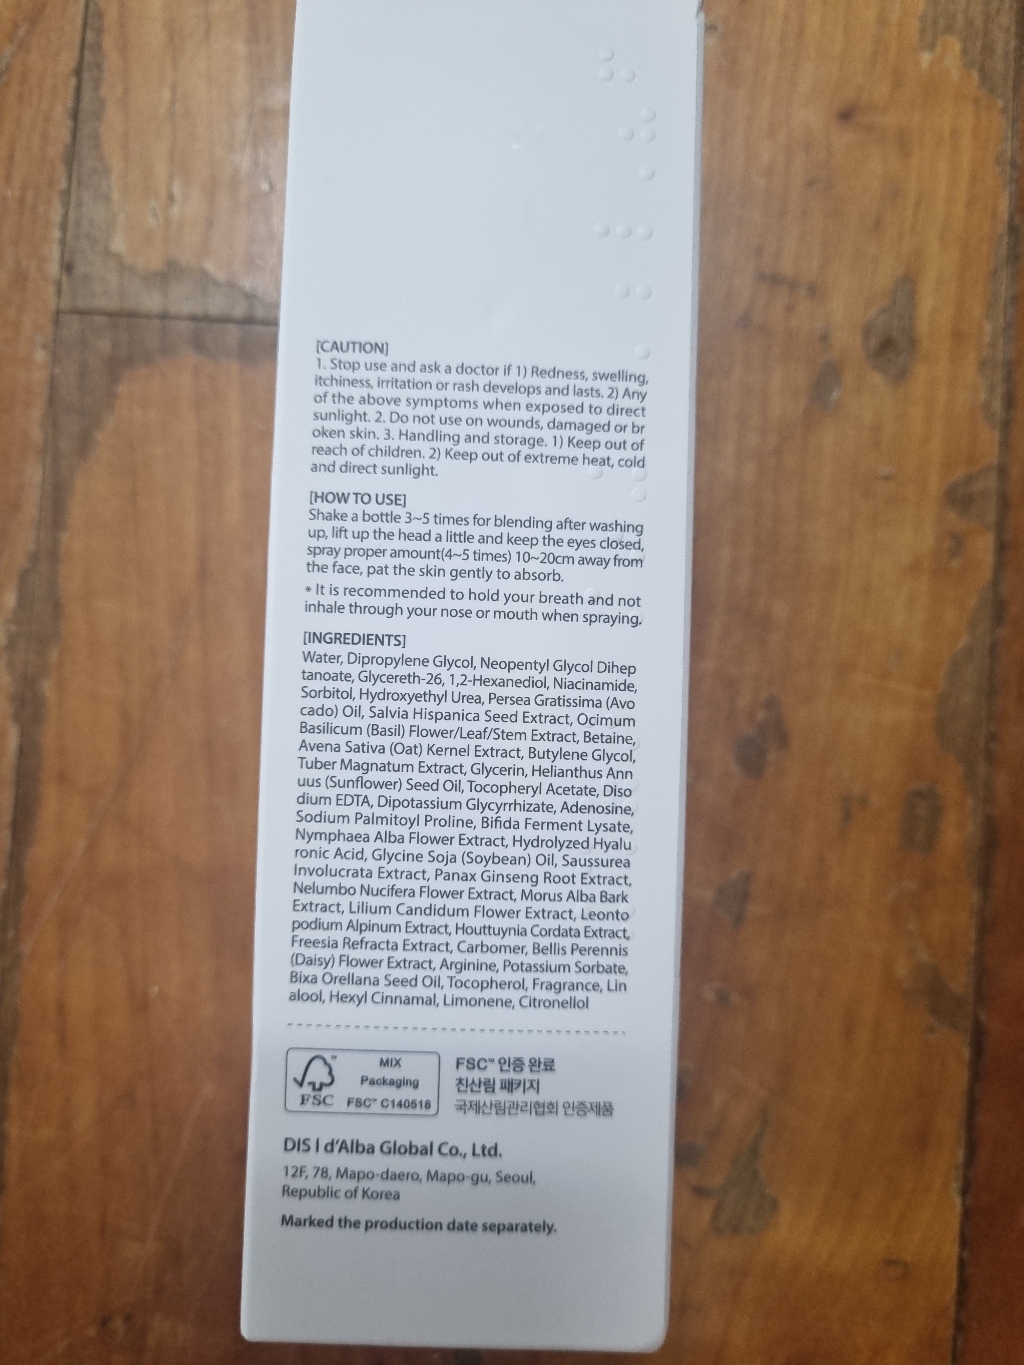 [CAUTION]
1. Stop use and ask a doctor if 1) Redness, swelling,
itchiness, irritation or rash develops and lasts. 2) Any
of the above symptoms when exposed to direct
sunlight. 2. Do not use on wounds, damaged or br
oken skin. 3. Handling and storage. 1) Keep out of
reach of children. 2) Keep out of extreme heat, cold
and direct sunlight.
[HOW TO USE]
Shake a bottle 3~5 times for blending after washing
up, lift up the head a little and keep the eyes closed,
spray proper amount(4~5 times) 10~20cm away from
the face, pat the skin gently to absorb.
* It is recommended to hold your breath and not
inhale through your nose or mouth when spraying.
[INGREDIENTS]
Water, Dipropylene Glycol, Neopentyl Glycol Dihep
tanoate, Glycereth-26, 1,2-Hexanediol, Niacinamide,
Sorbitol, Hydroxyethyl Urea, Persea Gratissima (Avo
cado) Oil, Salvia Hispanica Seed Extract, Ocimum
Basilicum (Basil) Flower/Leaf/Stem Extract, Betaine,
Avena Sativa (Oat) Kernel Extract, Butylene Glycol,
Tuber Magnatum Extract, Glycerin, Helianthus Ann
uus (Sunflower) Seed Oil, Tocopheryl Acetate, Diso
dium EDTA, Dipotassium Glycyrrhizate, Adenosine,
Sodium Palmitoyl Proline, Bifida Ferment Lysate,
Nymphaea Alba Flower Extract, Hydrolyzed Hyalu
ronic Acid, Glycine Soja (Soybean) Oil, Saussurea
Involucrata Extract, Panax Ginseng Root Extract,
Nelumbo Nucifera Flower Extract, Morus Alba Bark
Extract, Lilium Candidum Flower Extract, Leonto
podium Alpinum Extract, Houttuynia Cordata Extract,
Freesia Refracta Extract, Carbomer, Bellis Perennis
(Daisy) Flower Extract, Arginine, Potassium Sorbate,
Bixa Orellana Seed Oil, Tocopherol, Fragrance, Lin
alool, Hexyl Cinnamal, Limonene, Citronellol
™
FSC
MIX
Packaging
FSC™ C140518
FSC™ 인증 완료
친산림 패키지
국제산림관리협회 인증제품
DIS l d'Alba Global Co., Ltd.
12F, 78, Mapo-daero, Mapo-gu, Seoul,
Republic of Korea
Marked the production date separately.